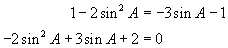 1 − 2 sin² A = −3 sin A − 1
−2 sin² A + 3 sin A + 2 = 0